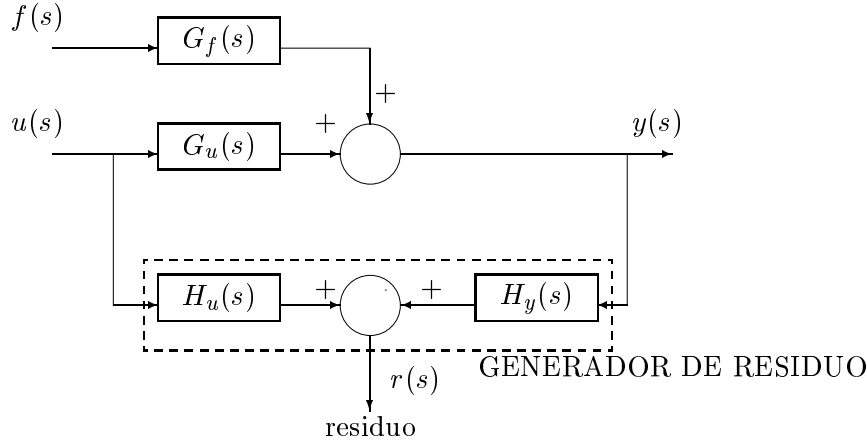 f(s)
G_f(s)
+
u(s)
G_u(s)
+
y(s)
H_u(s)
+
+
H_y(s)
r(s)
GENERADOR DE RESIDUO
residuo